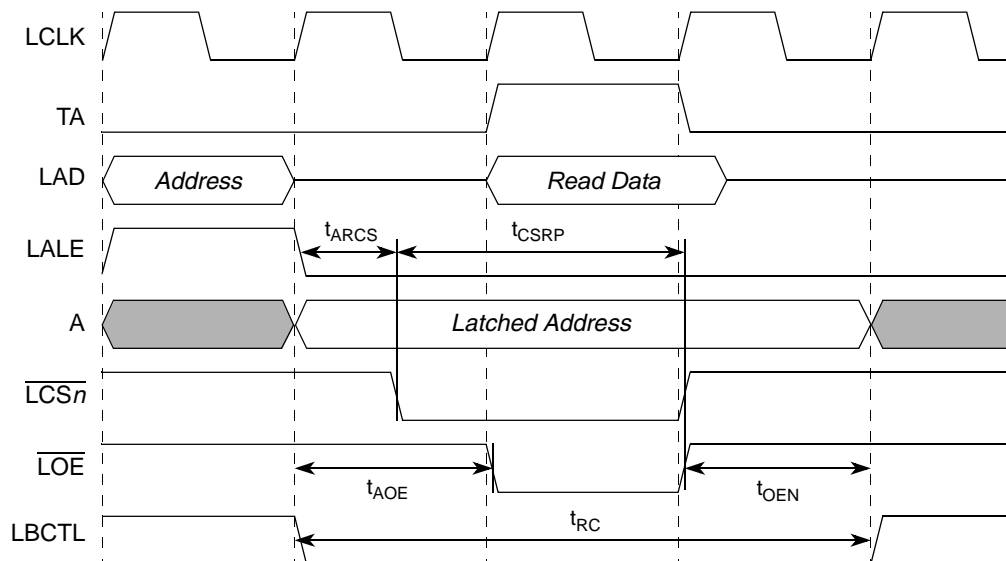 LCLK
TA
LAD Address Read Data
LALE tARCS tCSRP
A Latched Address
LCSn
LOE tAOE tOEN
LBCTL tRC